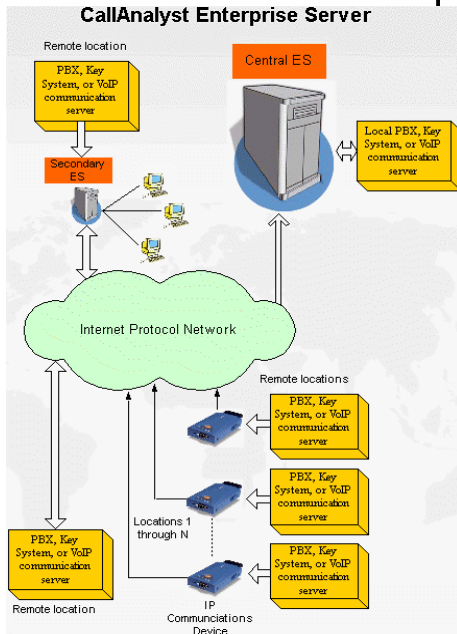 CallAnalyst Enterprise Server
Remote location
PBX, Key
System, or VoIP
communication
server
Central ES
Local PBX, Key
System, or VoIP
communication
server
Secondary
ES
Internet Protocol Network
Remote locations
PBX, Key
System, or VoIP
communication
server
PBX, Key
System, or VoIP
communication
server
Locations 1
through N
PBX, Key
System, or VoIP
communication
server
PBX, Key
System, or VoIP
communication
server
Remote location
IP
Communciations
Device